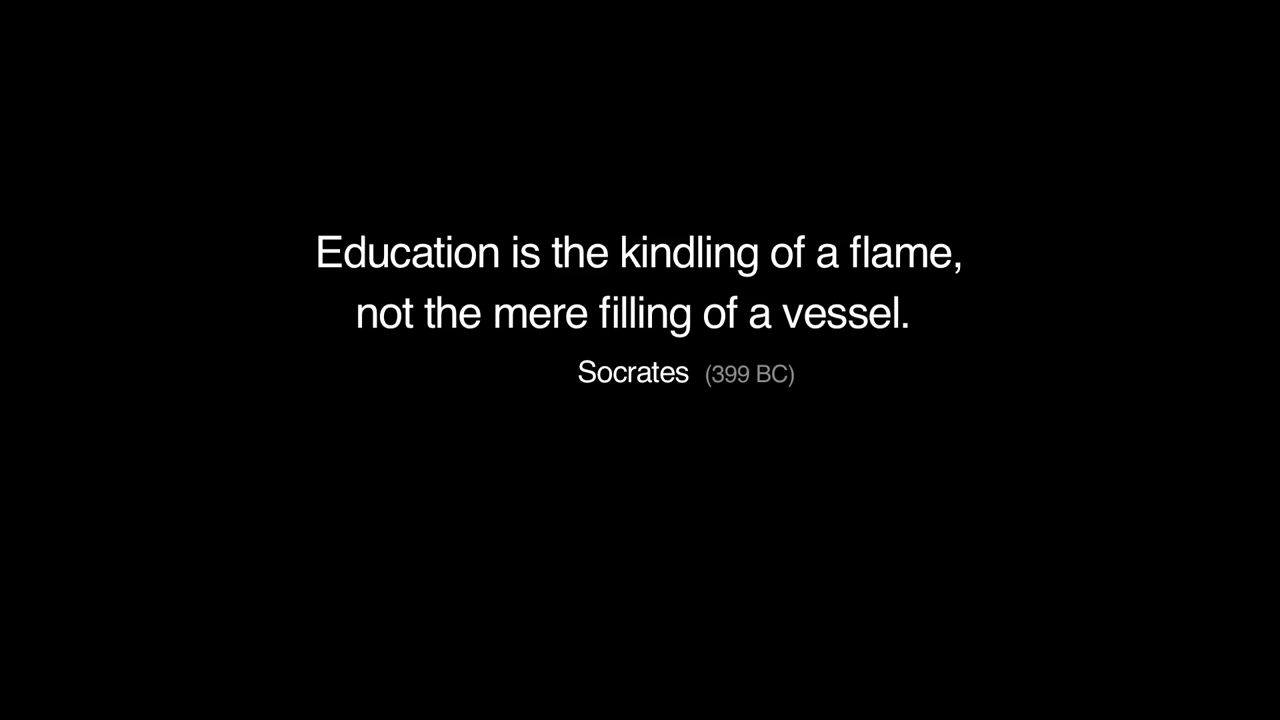 Education is the kindling of a flame,
not the mere filling of a vessel.
Socrates (399 BC)